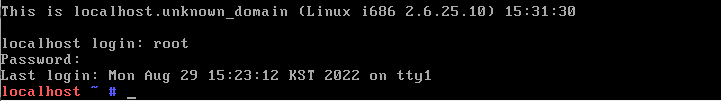 This is localhost.unknown_domain (Linux i686 2.6.25.10) 15:31:30
localhost login: root
Password:
Last login: Mon Aug 29 15:23:12 KST 2022 on tty1
localhost ~ # _